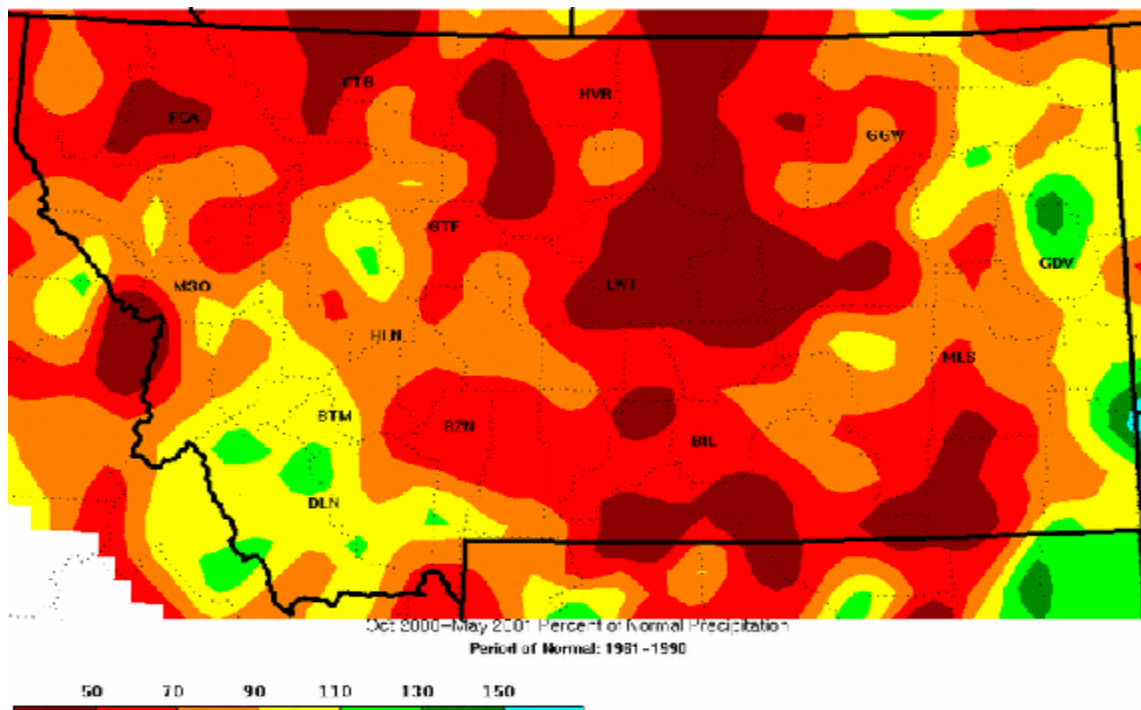 CTB
HVR
FCA
GGW
GTF
GDV
MSO
LWT
HLN
MLS
BTM
BZN
BIL
DLN
Oct 2000-May 2001 Percent of Normal Precipitation
Period of Normal: 1961-1990
50 70 90 110 130 150